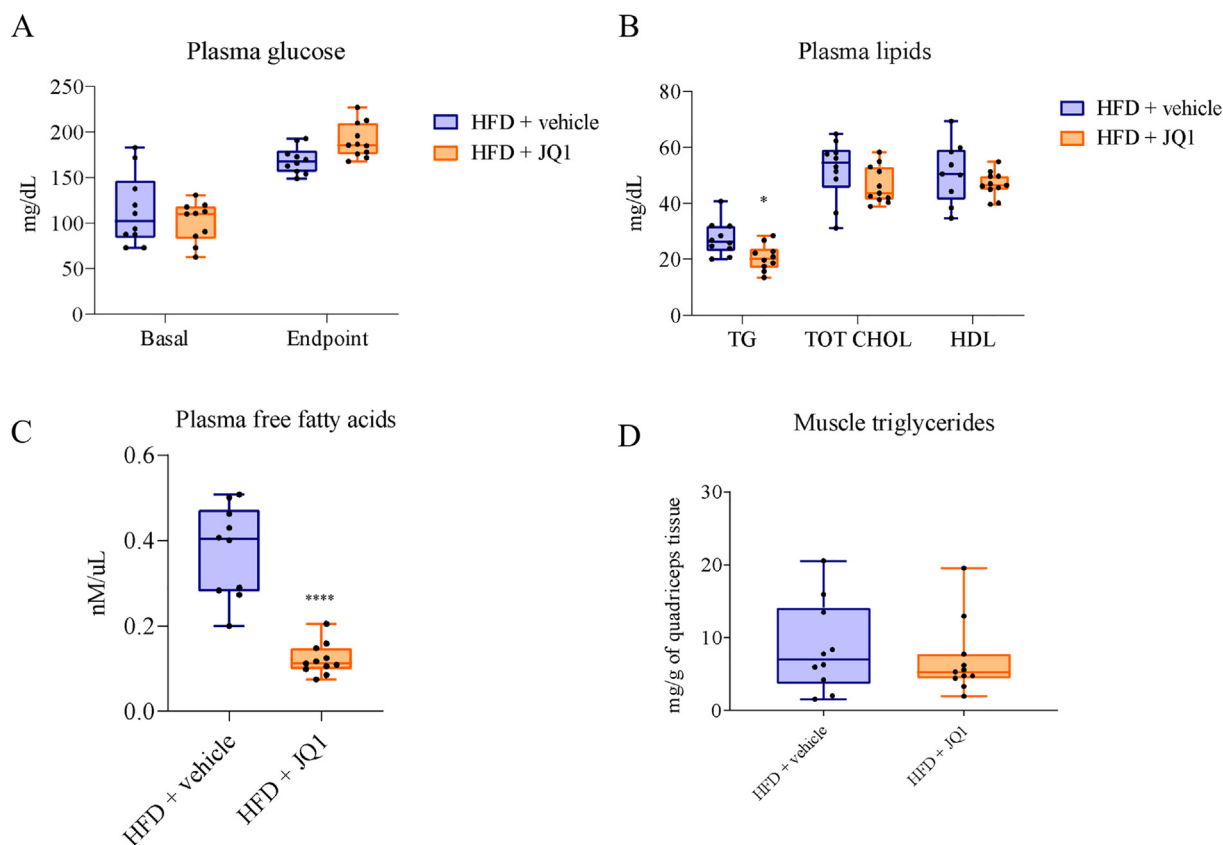 A
Plasma glucose
250
200
150
100
50
0
mg/dL
Basal
Endpoint
HFD + vehicle
HFD + JQ1
B
Plasma lipids
80
60
40
20
0
mg/dL
*
TG
TOT CHOL
HDL
HFD + vehicle
HFD + JQ1
C
Plasma free fatty acids
0.6
0.4
0.2
0.0
nM/uL
****
HFD + vehicle
HFD + JQ1
D
Muscle triglycerides
30
20
10
0
mg/g of quadriceps tissue
HFD + vehicle
HFD + JQ1